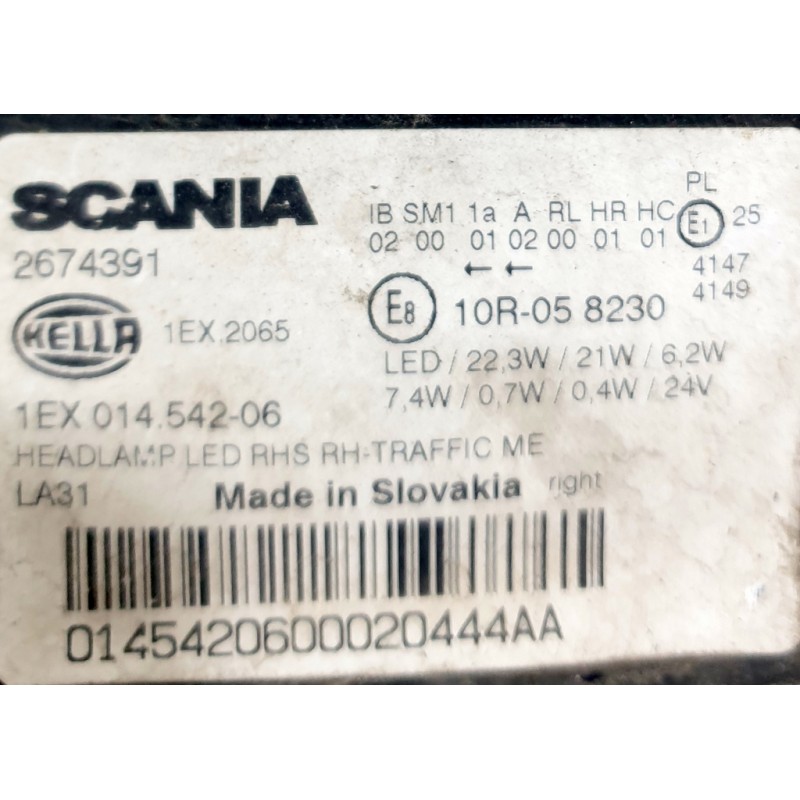 SCANIA
2674391
HELLA 1EX.2065
1EX 014.542-06
HEADLAMP LED RHS RH-TRAFFIC ME
LA31 Made in Slovakia right
PL
IB SM1 1a A RL HR HC E1 25
02 00 01 02 00 01 01
← ← 4147
4149
E8 10R-05 8230
LED / 22,3W / 21W / 6,2W
7,4W / 0,7W / 0,4W / 24V
0145420600020444AA